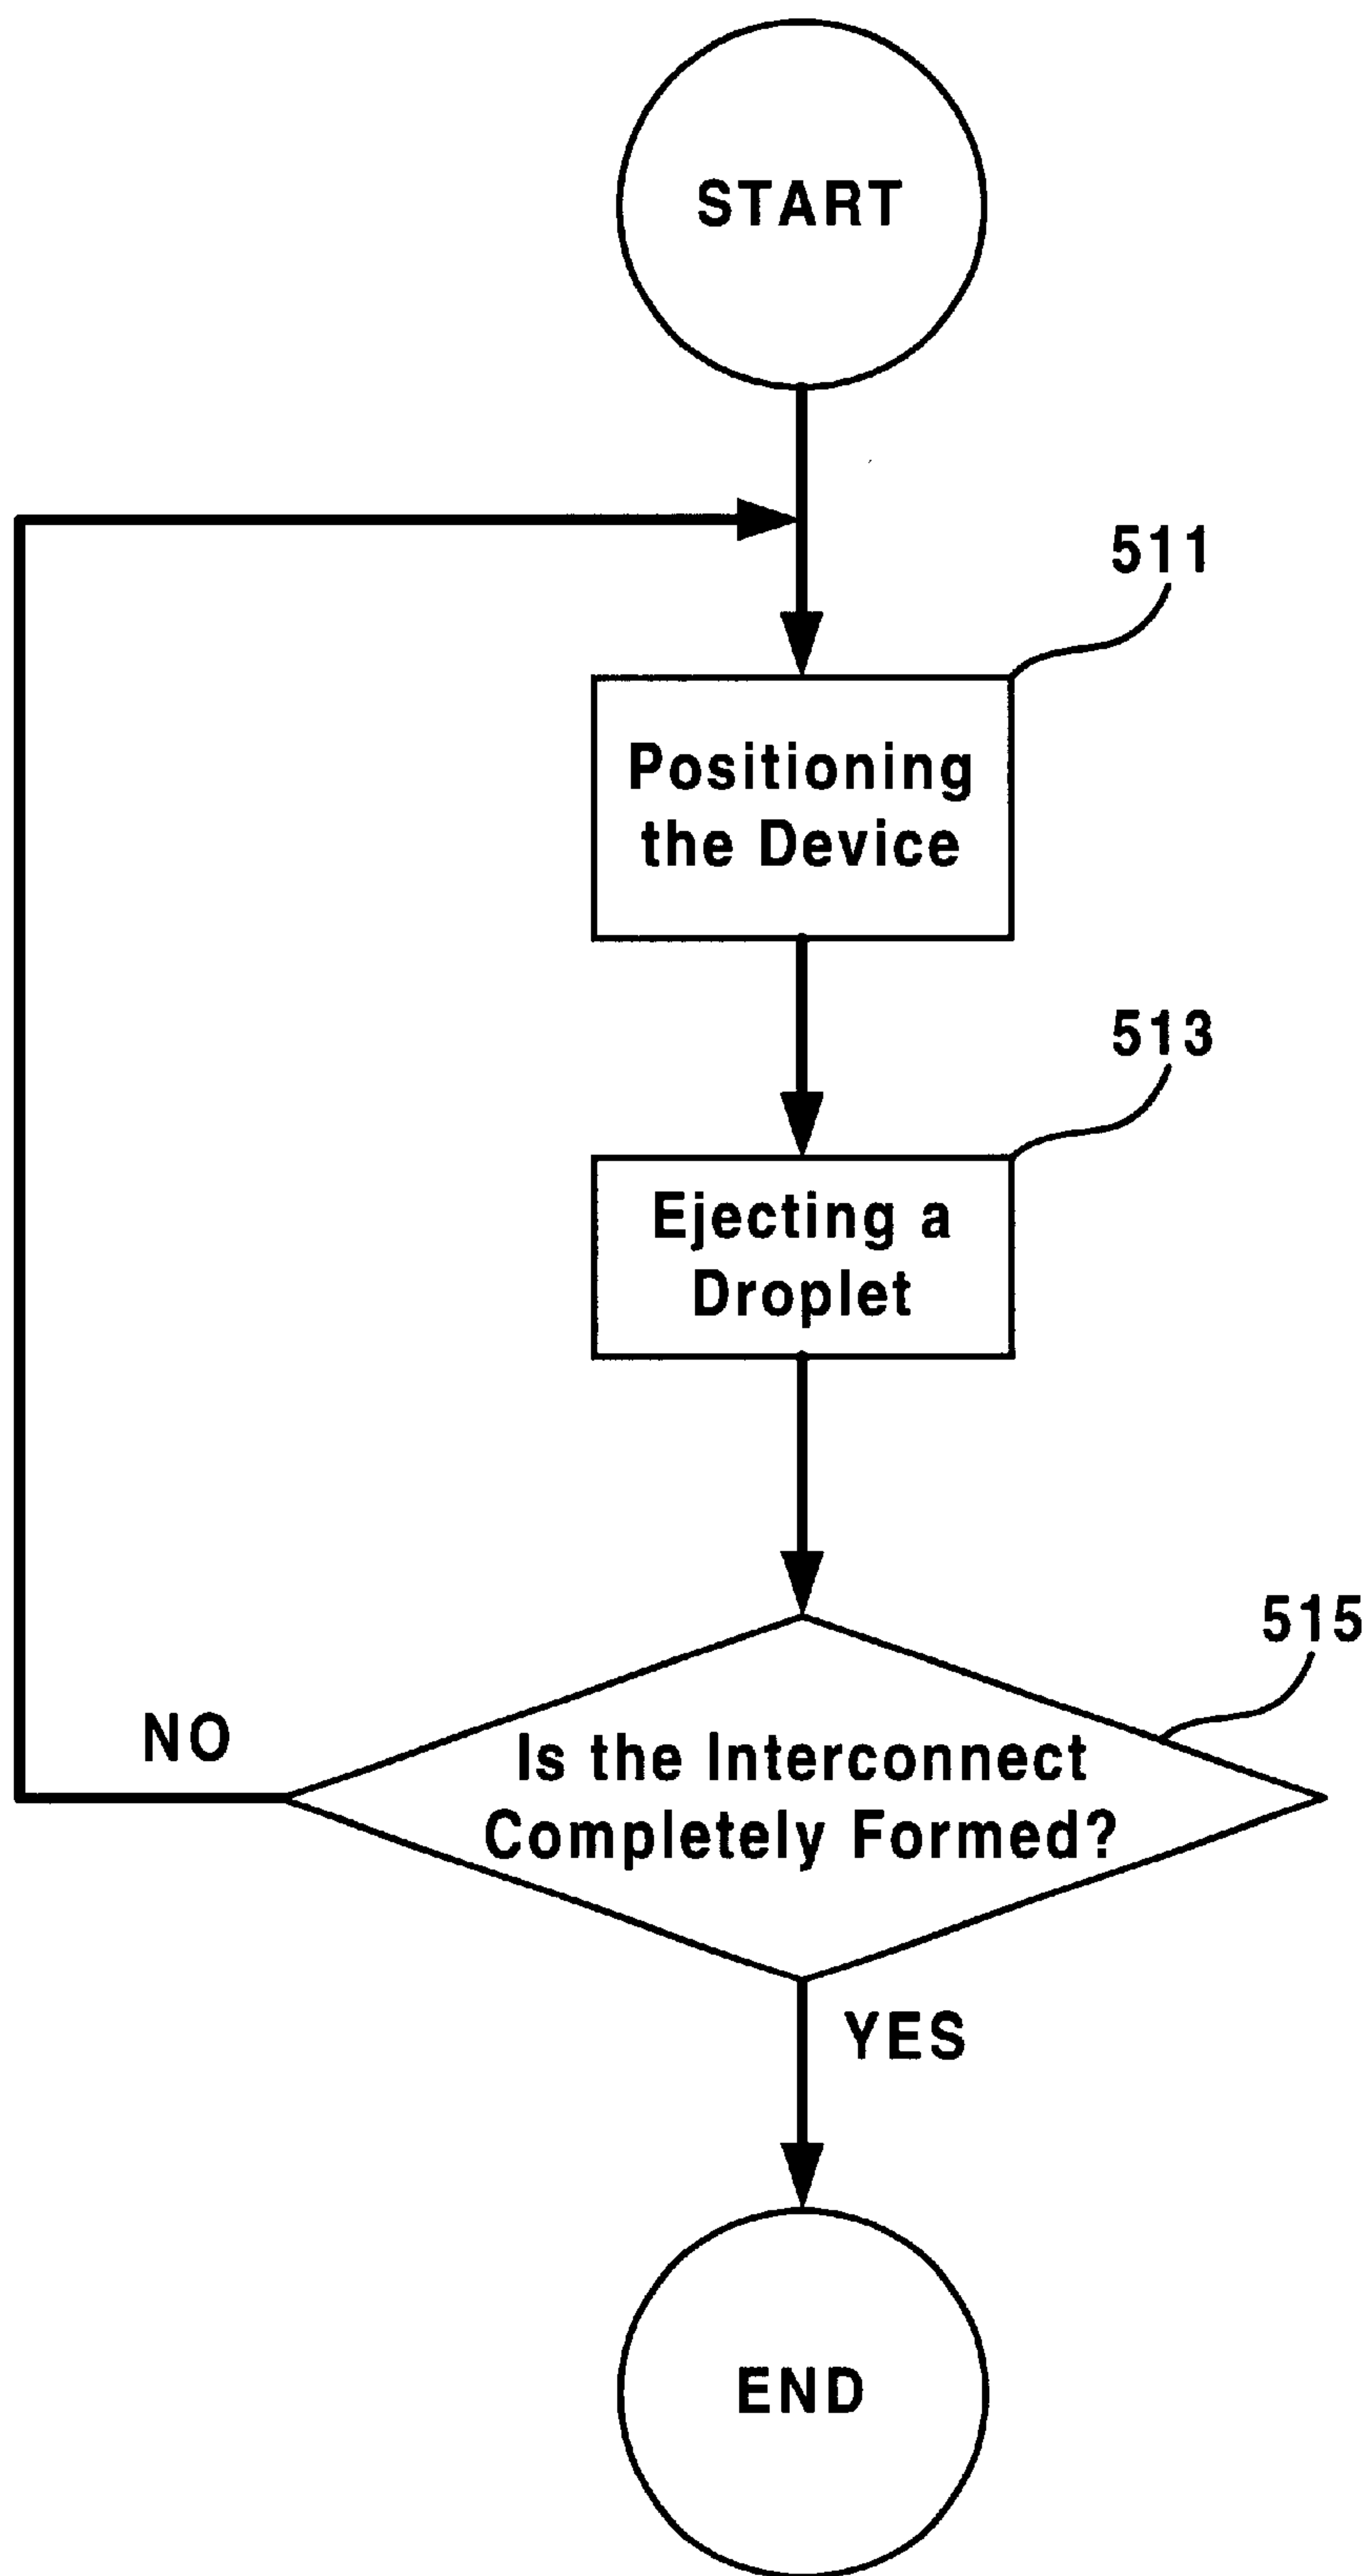 START
511
Positioning
the Device
513
Ejecting a
Droplet
515
Is the Interconnect
Completely Formed?
NO
YES
END